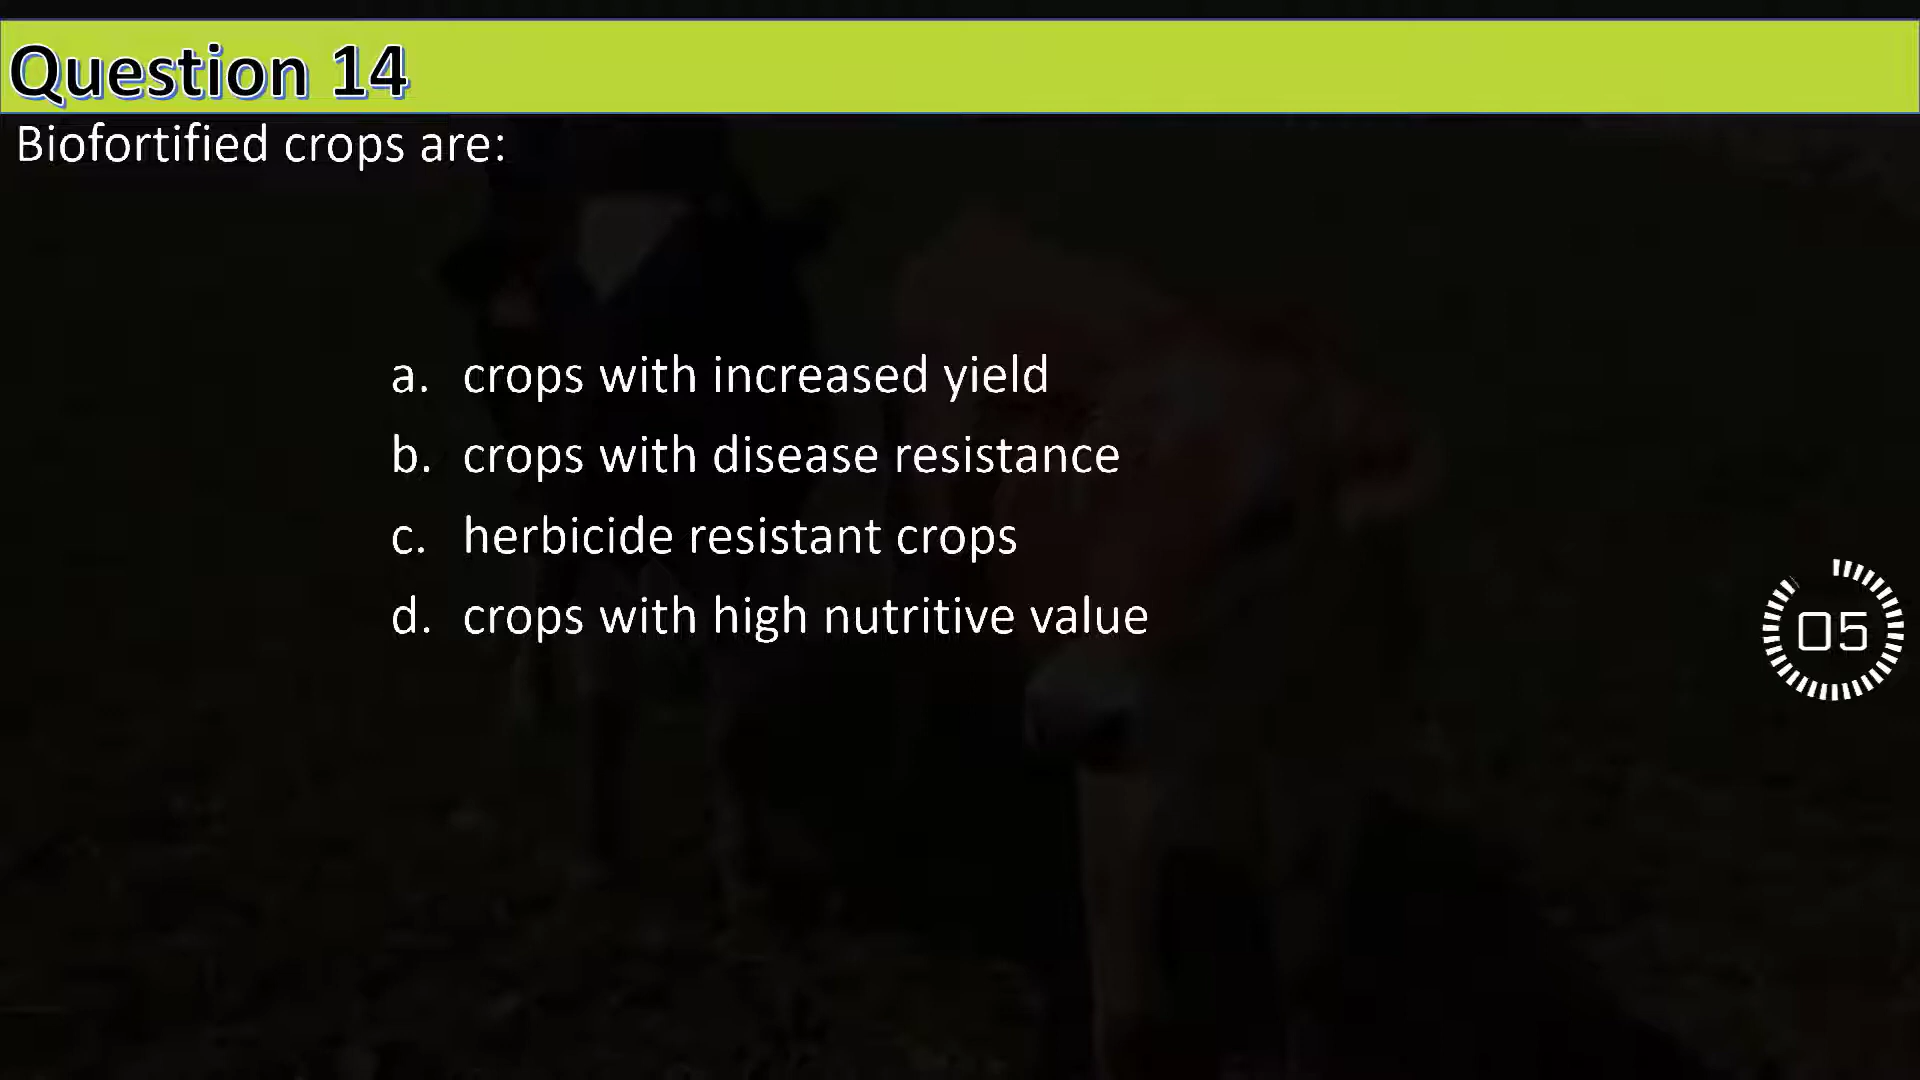 Question 14
Biofortified crops are:
a. crops with increased yield
b. crops with disease resistance
c. herbicide resistant crops
d. crops with high nutritive value
05